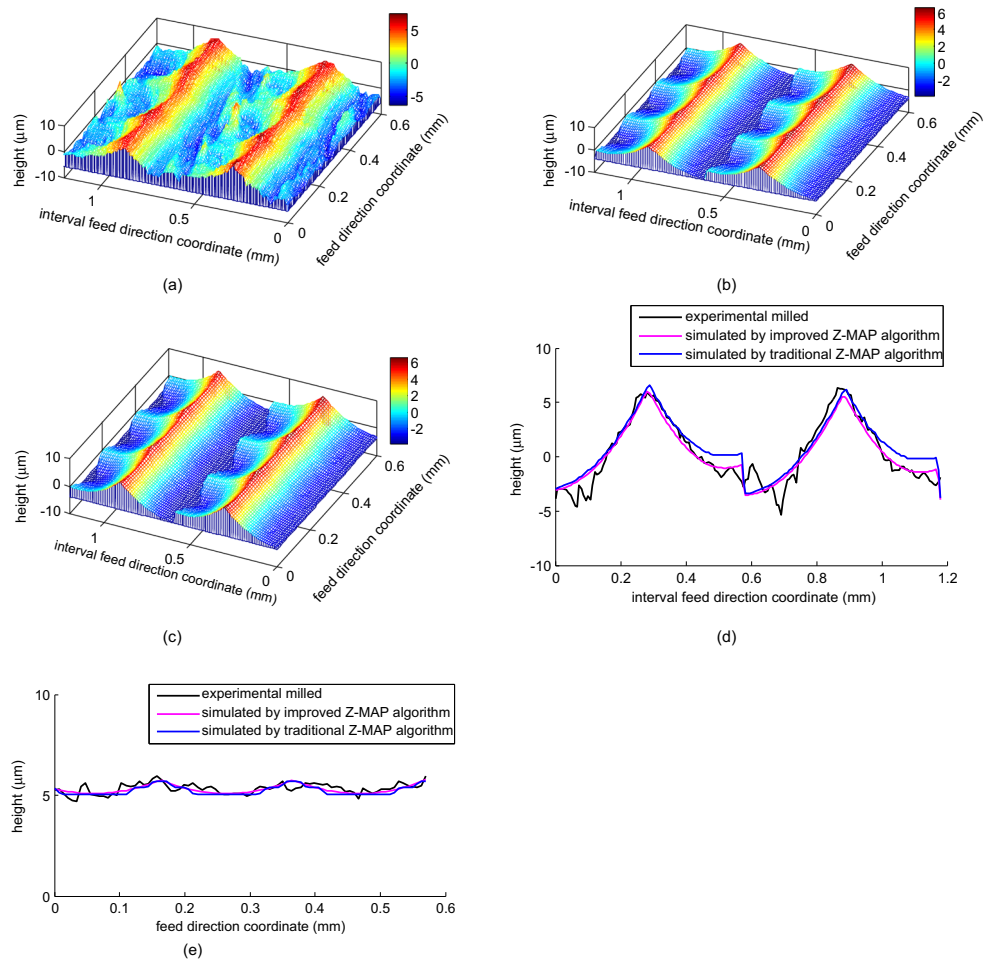 5
0
-5
10
0
-10
height (μm)
1
0.5
0
interval feed direction coordinate (mm)
0
0.2
0.4
0.6
feed direction coordinate (mm)
(a)
6
4
2
0
-2
10
0
-10
height (μm)
1
0.5
0
interval feed direction coordinate (mm)
0
0.2
0.4
0.6
feed direction coordinate (mm)
(b)
6
4
2
0
-2
10
0
-10
height (μm)
1
0.5
0
interval feed direction coordinate (mm)
0
0.2
0.4
0.6
feed direction coordinate (mm)
(c)
experimental milled
simulated by improved Z-MAP algorithm
simulated by traditional Z-MAP algorithm
10
5
0
-5
-10
height (μm)
0 0.2 0.4 0.6 0.8 1 1.2
interval feed direction coordinate (mm)
(d)
experimental milled
simulated by improved Z-MAP algorithm
simulated by traditional Z-MAP algorithm
10
5
0
height (μm)
0 0.1 0.2 0.3 0.4 0.5 0.6
feed direction coordinate (mm)
(e)